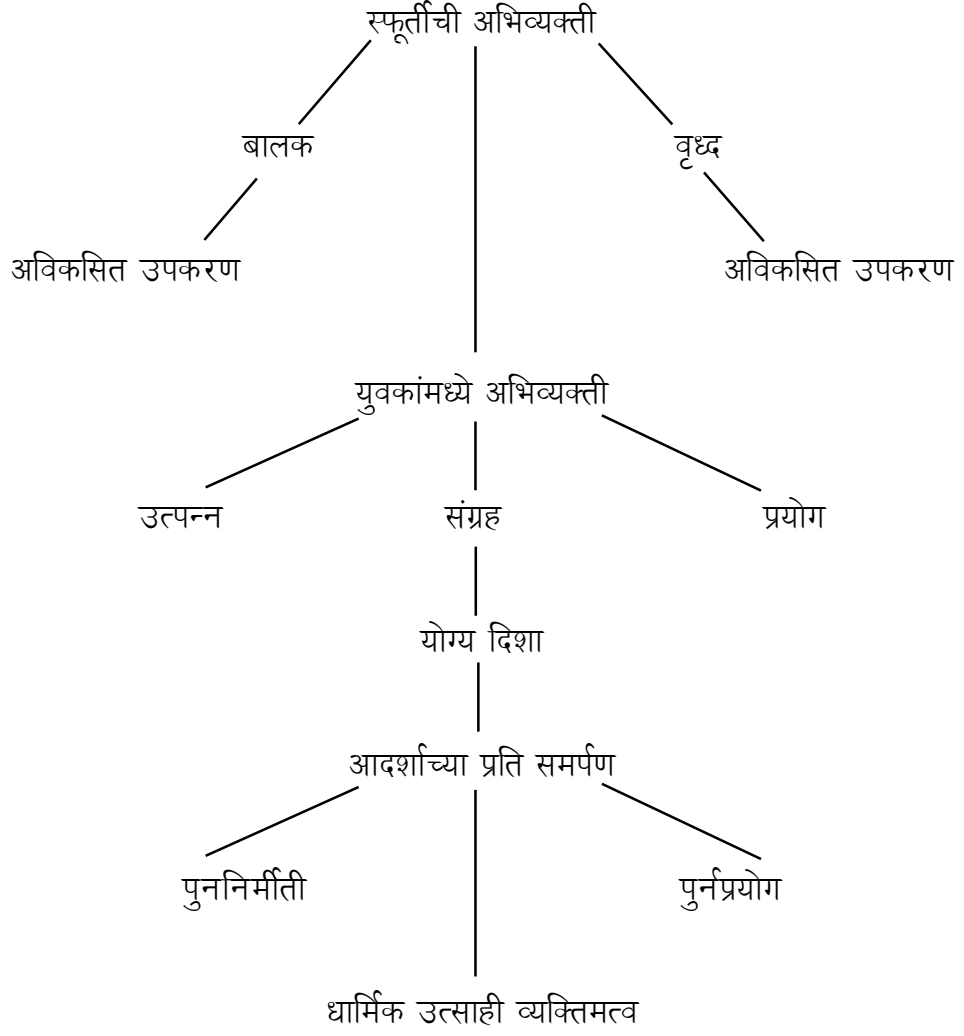 स्फूर्तीची अभिव्यक्ती
बालक
वृध्द
अविकसित उपकरण
अविकसित उपकरण
युवकांमध्ये अभिव्यक्ती
उत्पन्न
संग्रह
प्रयोग
योग्य दिशा
आदर्शाच्या प्रति समर्पण
पुननिर्मीती
पुर्नप्रयोग
धार्मिक उत्साही व्यक्तिमत्व